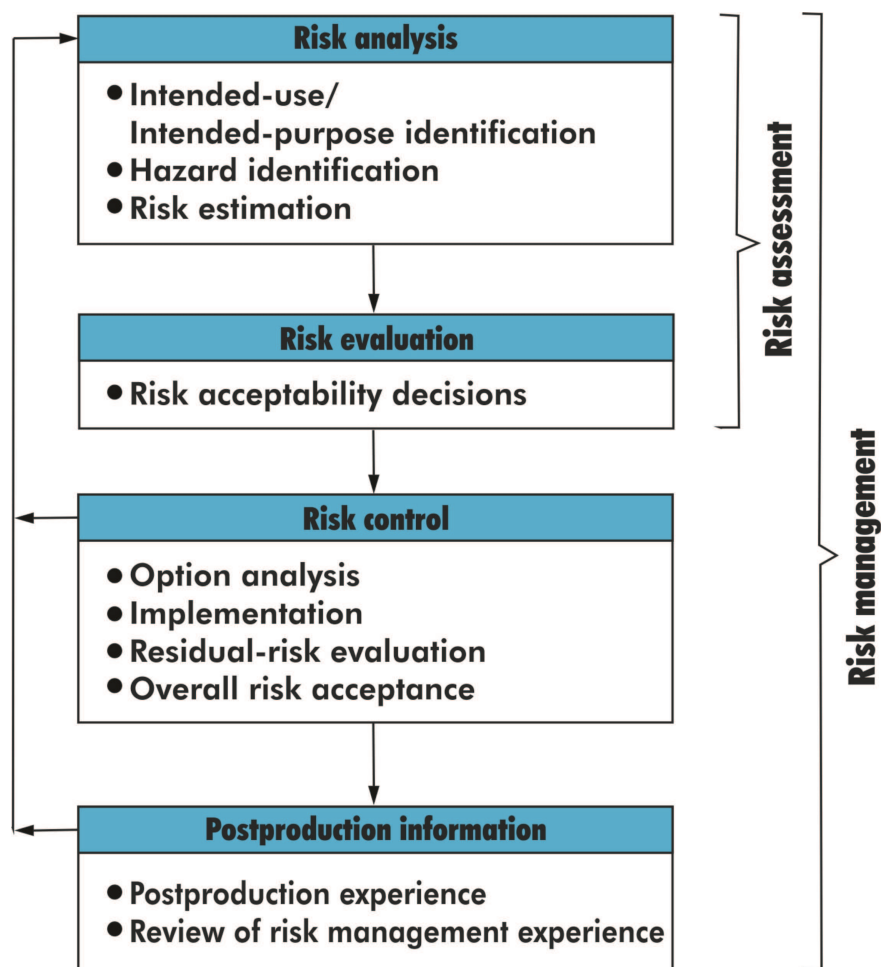 Risk analysis
• Intended-use/
Intended-purpose identification
• Hazard identification
• Risk estimation
Risk evaluation
• Risk acceptability decisions
Risk control
• Option analysis
• Implementation
• Residual-risk evaluation
• Overall risk acceptance
Postproduction information
• Postproduction experience
• Review of risk management experience
Risk assessment
Risk management